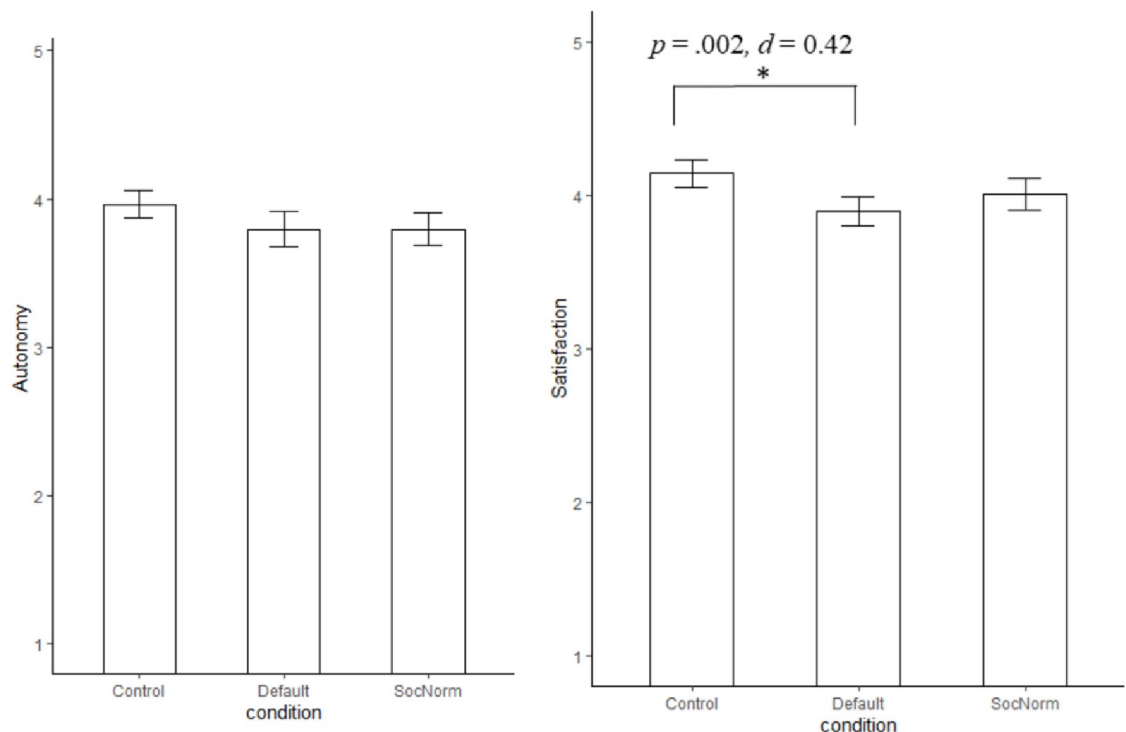 5
4
3
2
1
Autonomy
Control Default SocNorm
condition
p = .002, d = 0.42
*
5
4
3
2
1
Satisfaction
Control Default SocNorm
condition